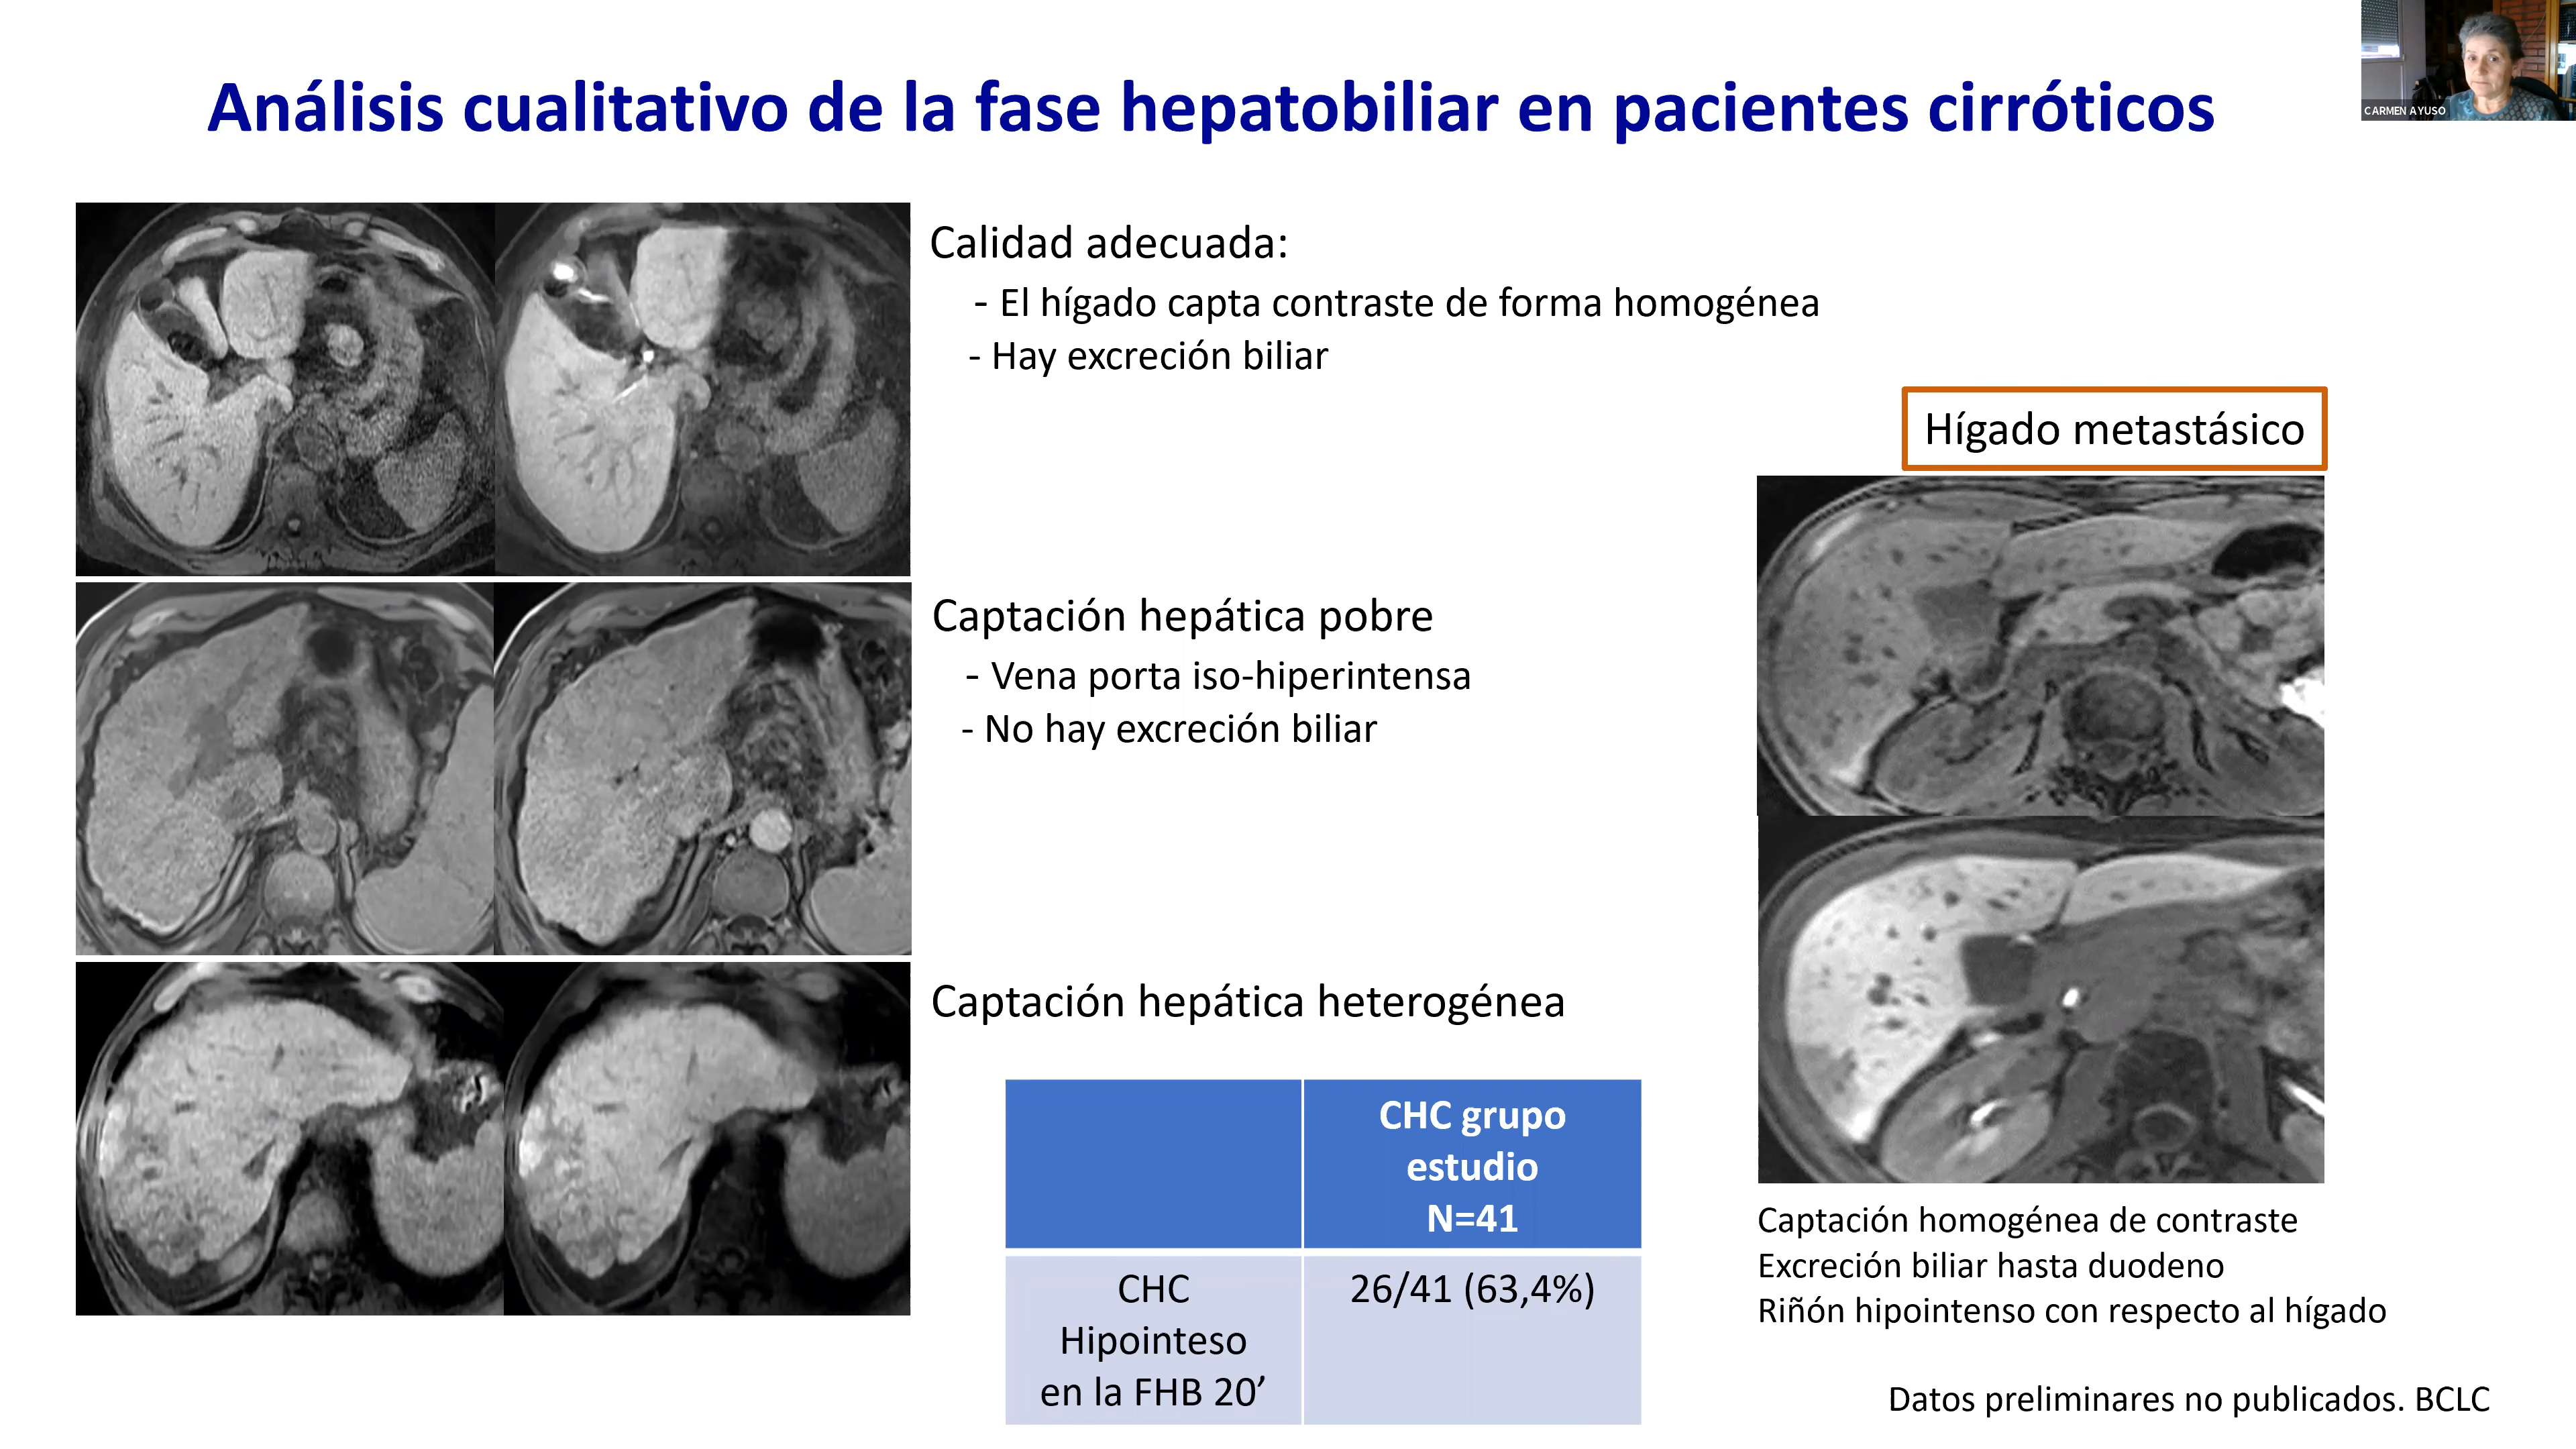 Análisis cualitativo de la fase hepatobiliar en pacientes cirróticos
CARMEN AYUSO
Calidad adecuada:
- El hígado capta contraste de forma homogénea
- Hay excreción biliar
Captación hepática pobre
- Vena porta iso-hiperintensa
- No hay excreción biliar
Captación hepática heterogénea
CHC grupo
estudio
N=41
CHC
Hipointeso
en la FHB 20’
26/41 (63,4%)
Hígado metastásico
Captación homogénea de contraste
Excreción biliar hasta duodeno
Riñón hipointenso con respecto al hígado
Datos preliminares no publicados. BCLC